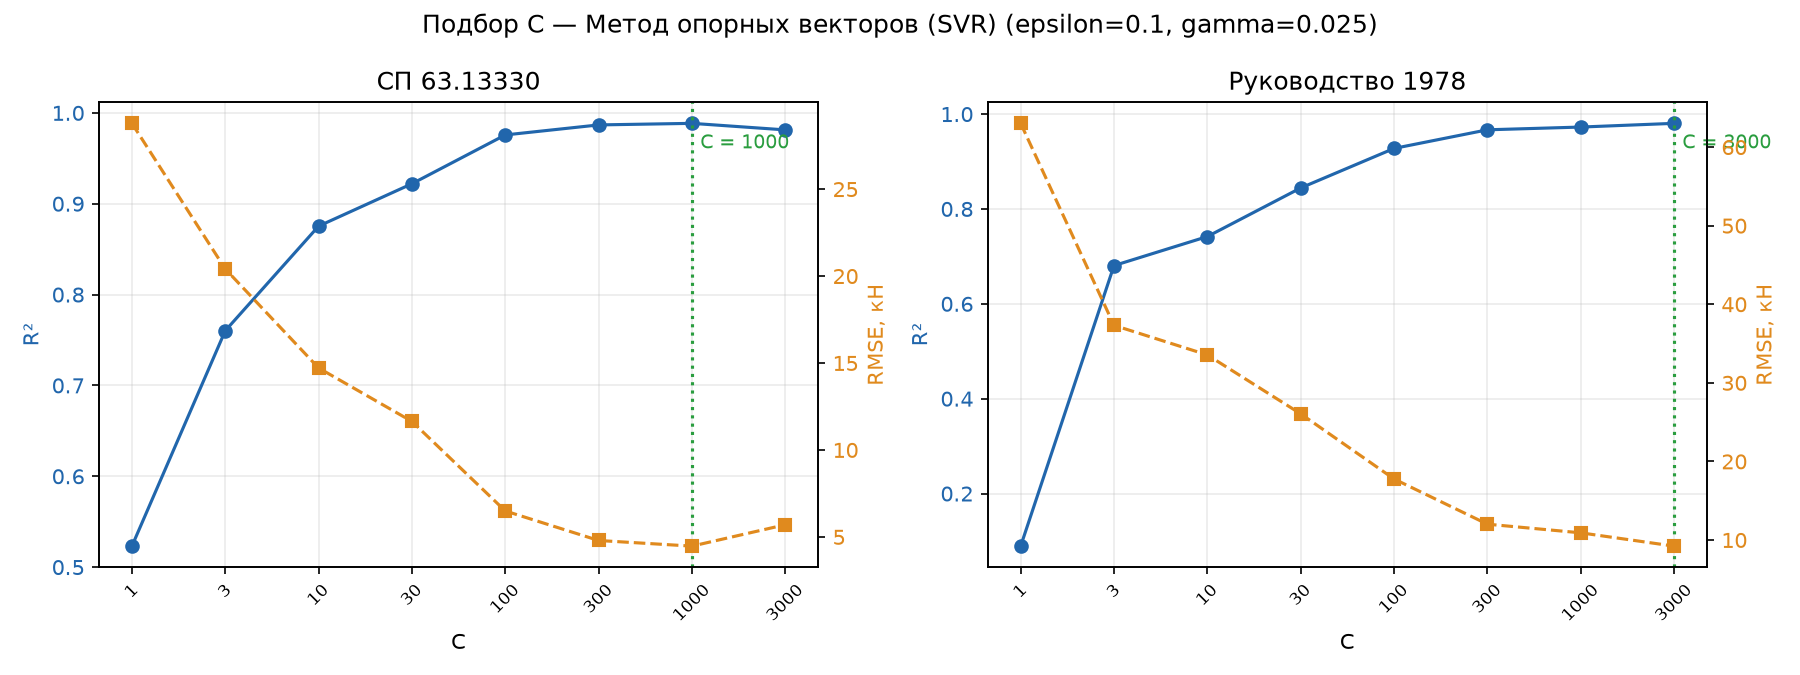 Подбор C — Метод опорных векторов (SVR) (epsilon=0.1, gamma=0.025)
СП 63.13330
1.0
0.9
0.8
0.7
0.6
0.5
R²
25
20
15
10
5
RMSE, кН
C = 1000
1 3 10 30 100 300 1000 3000
C
Руководство 1978
1.0
0.8
0.6
0.4
0.2
R²
60
50
40
30
20
10
RMSE, кН
C = 3000
1 3 10 30 100 300 1000 3000
C